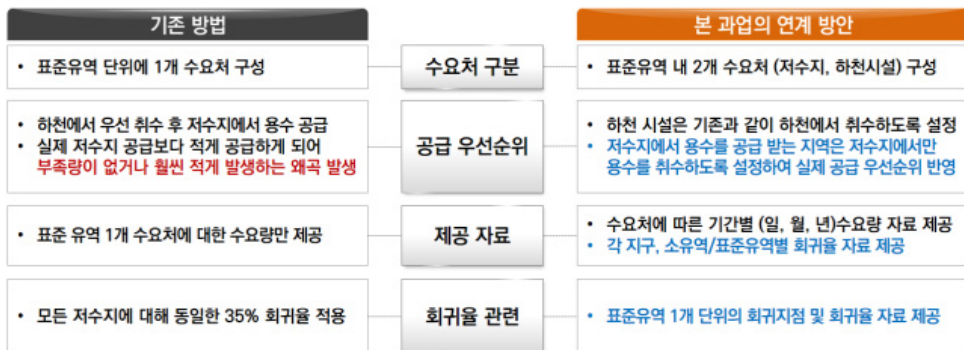 기존 방법
본 과업의 연계 방안
• 표준유역 단위에 1개 수요처 구성
수요처 구분
• 표준유역 내 2개 수요처 (저수지, 하천시설) 구성
• 하천에서 우선 취수 후 저수지에서 용수 공급
• 실제 저수지 공급보다 적게 공급하게 되어
부족량이 없거나 훨씬 적게 발생하는 왜곡 발생
공급 우선순위
• 하천 시설은 기존과 같이 하천에서 취수하도록 설정
• 저수지에서 용수를 공급 받는 지역은 저수지에서만
용수를 취수하도록 설정하여 실제 공급 우선순위 반영
• 표준 유역 1개 수요처에 대한 수요량만 제공
제공 자료
• 수요처에 따른 기간별 (일, 월, 년)수요량 자료 제공
• 각 지구, 소유역/표준유역별 회귀율 자료 제공
• 모든 저수지에 대해 동일한 35% 회귀율 적용
회귀율 관련
• 표준유역 1개 단위의 회귀지점 및 회귀율 자료 제공